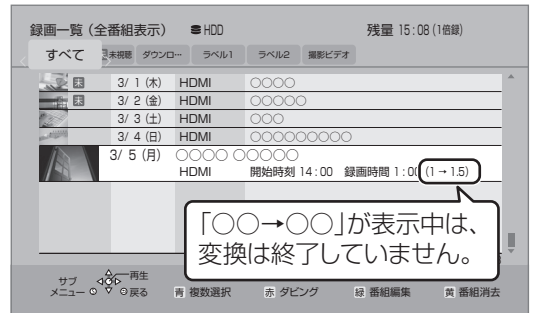 録画一覧（全番組表示） HDD 残量 15:08 (1倍録)
すべて 未視聴 ダウンロ… ラベル1 ラベル2 撮影ビデオ
未 3/ 1 (木) HDMI ○○○○
未 3/ 2 (金) HDMI ○○○○○
3/ 3 (土) HDMI ○○○
3/ 4 (日) HDMI ○○○○○○○○○
3/ 5 (月) ○○○○ ○○○○○
HDMI 開始時刻 14:00 録画時間 1:00 (1→1.5)
「○○→○○」が表示中は、
変換は終了していません。
サブ 再生
メニュー 戻る 青 複数選択 赤 ダビング 緑 番組編集 黄 番組消去